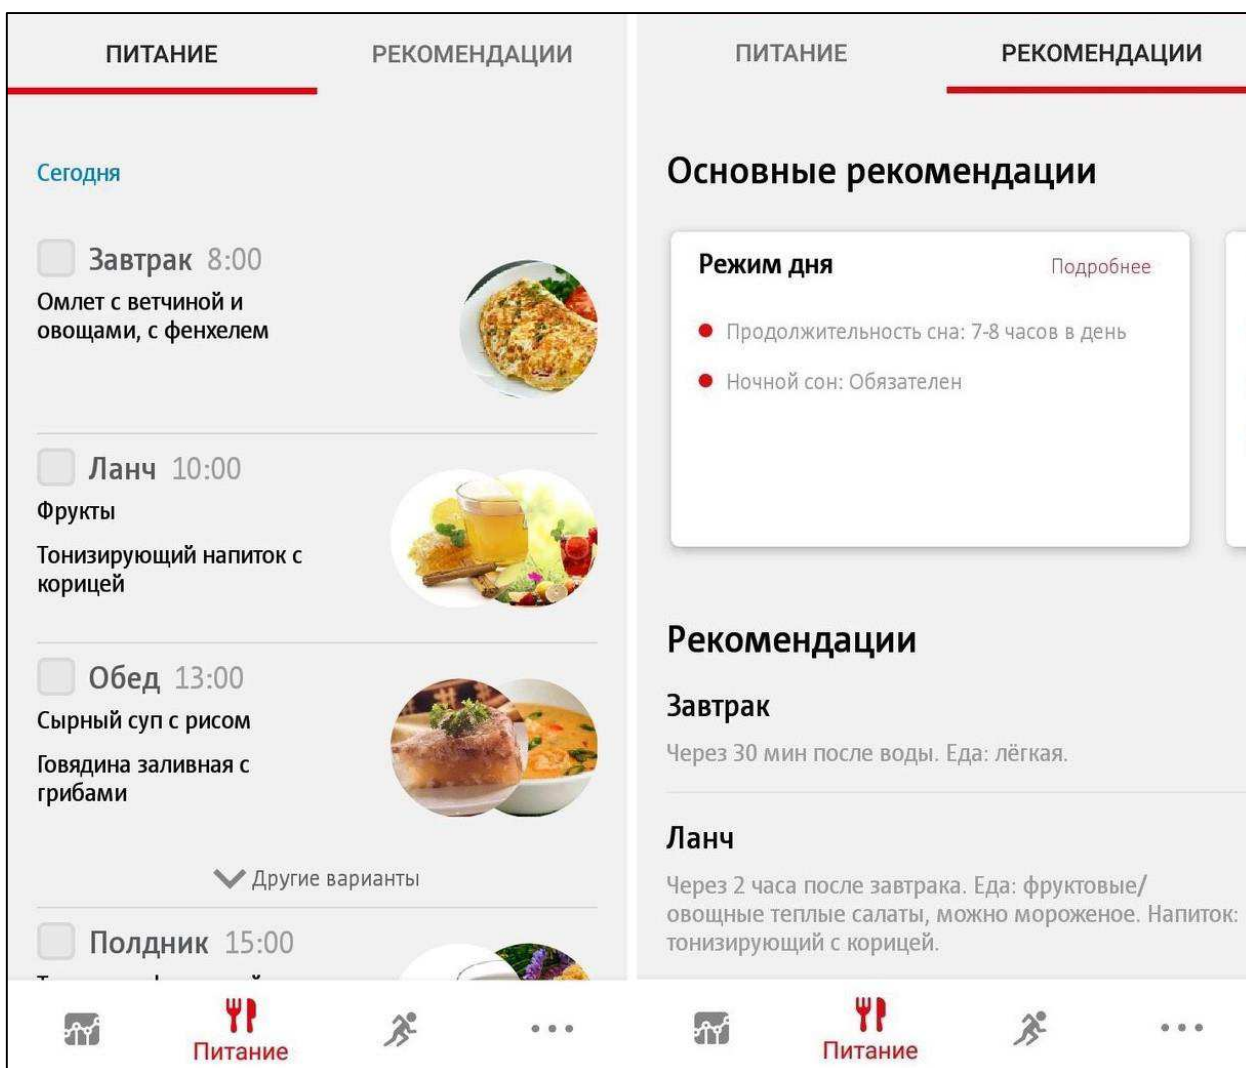 ПИТАНИЕ РЕКОМЕНДАЦИИ
Сегодня
Завтрак 8:00
Омлет с ветчиной и
овощами, с фенхелем
Ланч 10:00
Фрукты
Тонизирующий напиток с
корицей
Обед 13:00
Сырный суп с рисом
Говядина заливная с
грибами
Другие варианты
Полдник 15:00
Питание
ПИТАНИЕ РЕКОМЕНДАЦИИ
Основные рекомендации
Режим дня Подробнее
Продолжительность сна: 7-8 часов в день
Ночной сон: Обязателен
Рекомендации
Завтрак
Через 30 мин после воды. Еда: лёгкая.
Ланч
Через 2 часа после завтрака. Еда: фруктовые/
овощные теплые салаты, можно мороженое. Напиток:
тонизирующий с корицей.
Питание